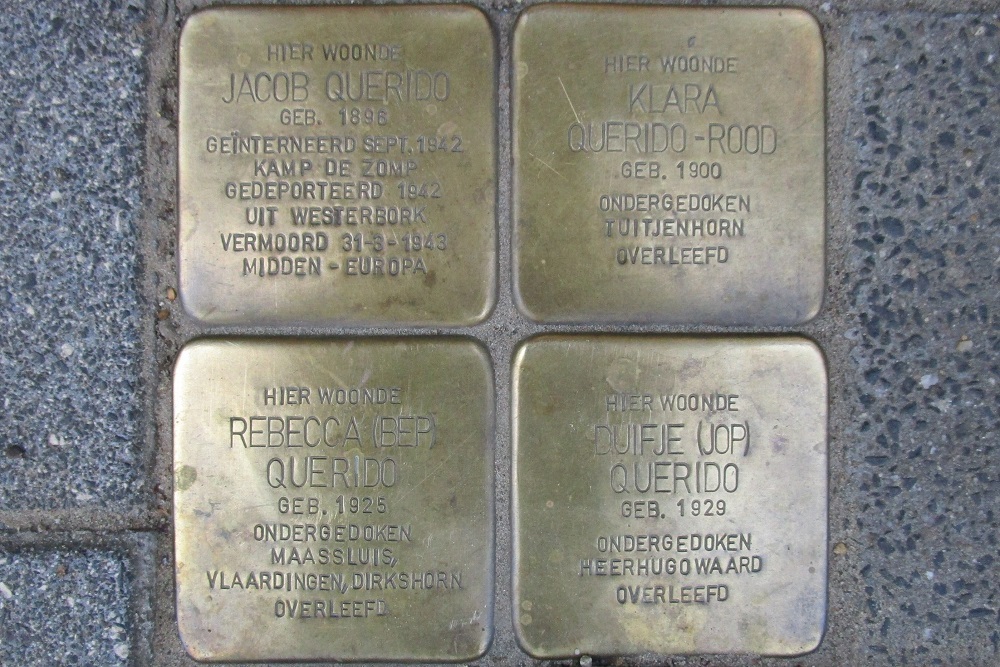 HIER WOONDE
JACOB QUERIDO
GEB. 1896
GEÏNTERNEERD SEPT. 1942
KAMP DE ZOMP
GEDEPORTEERD 1942
UIT WESTERBORK
VERMOORD 31-3-1943
MIDDEN - EUROPA
HIER WOONDE
KLARA
QUERIDO - ROOD
GEB. 1900
ONDERGEDOKEN
TUITJENHORN
OVERLEEFD
HIER WOONDE
REBECCA (BEP)
QUERIDO
GEB. 1925
ONDERGEDOKEN
MAASSLUIS,
VLAARDINGEN, DIRKSHORN
OVERLEEFD
HIER WOONDE
DUIFJE (JOP)
QUERIDO
GEB. 1929
ONDERGEDOKEN
HEERHUGOWAARD
OVERLEEFD